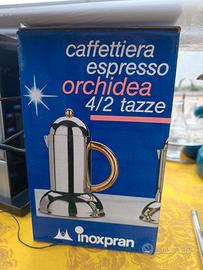 caffettiera
espresso
orchidea
4/2 tazze
inoxpran